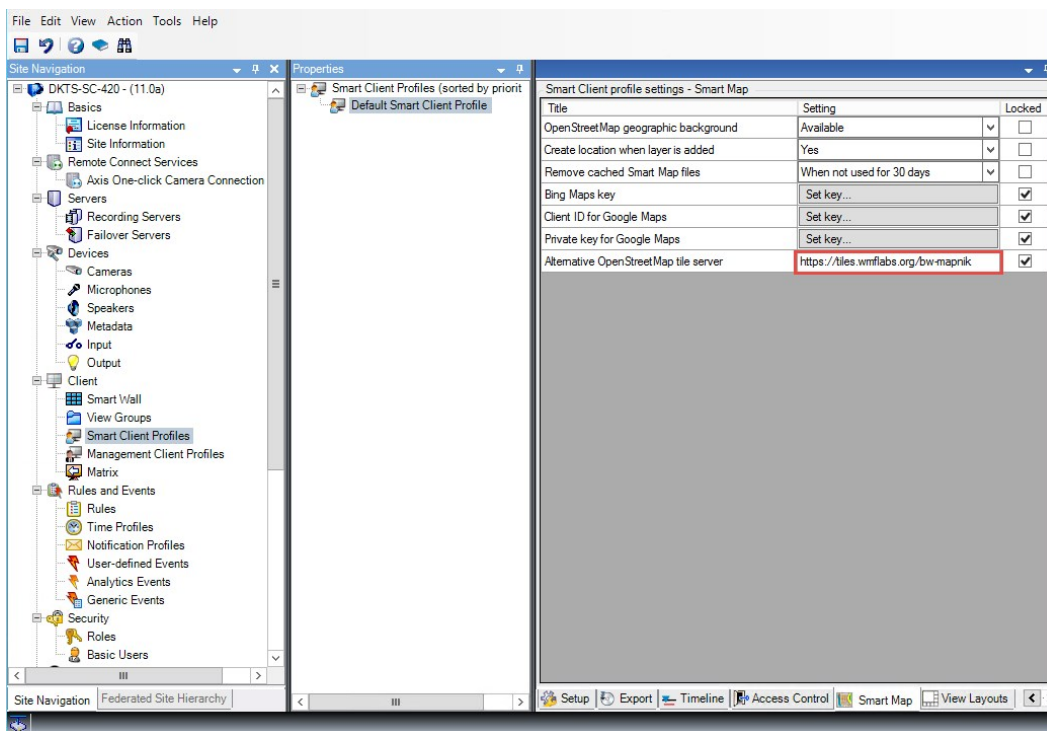 File Edit View Action Tools Help
Site Navigation
DKTS-SC-420 - (11.0a)
Basics
License Information
Site Information
Remote Connect Services
Axis One-click Camera Connection
Servers
Recording Servers
Failover Servers
Devices
Cameras
Microphones
Speakers
Metadata
Input
Output
Client
Smart Wall
View Groups
Smart Client Profiles
Management Client Profiles
Matrix
Rules and Events
Rules
Time Profiles
Notification Profiles
User-defined Events
Analytics Events
Generic Events
Security
Roles
Basic Users
Site Navigation Federated Site Hierarchy
Properties
Smart Client Profiles (sorted by priorit
Default Smart Client Profile
Smart Client profile settings - Smart Map
Title Setting Locked
OpenStreetMap geographic background Available
Create location when layer is added Yes
Remove cached Smart Map files When not used for 30 days
Bing Maps key Set key...
Client ID for Google Maps Set key...
Private key for Google Maps Set key...
Alternative OpenStreetMap tile server https://tiles.wmflabs.org/bw-mapnik
Setup Export Timeline Access Control Smart Map View Layouts